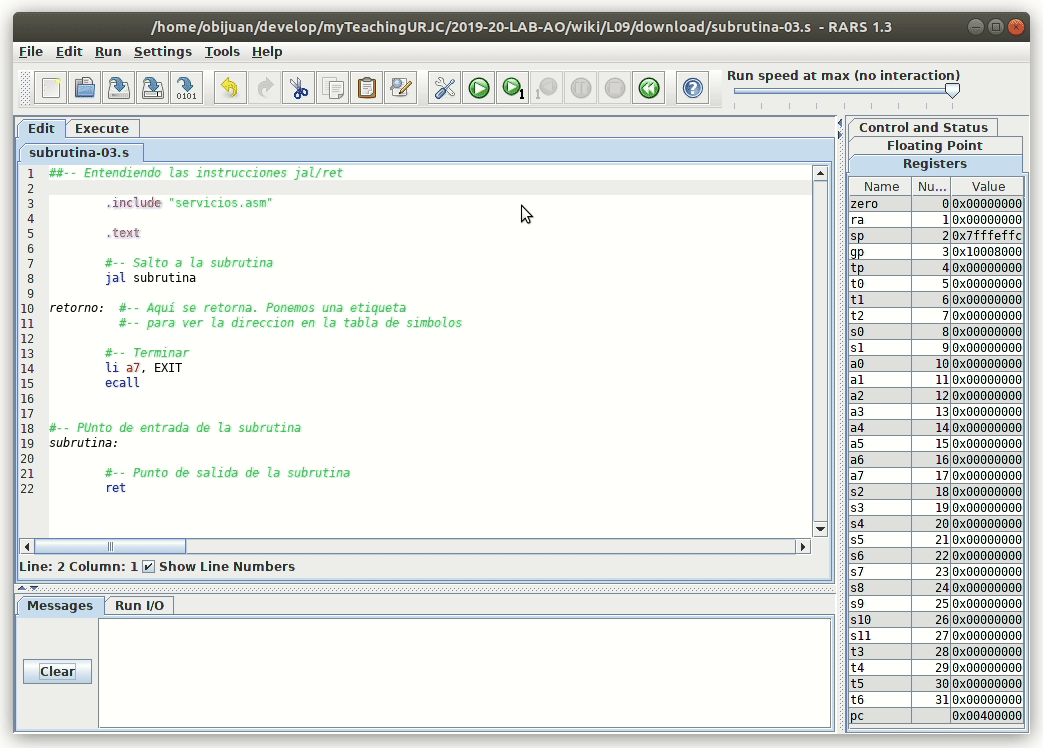 /home/obijuan/develop/myTeachingURJC/2019-20-LAB-AO/wiki/L09/download/subrutina-03.s - RARS 1.3
File Edit Run Settings Tools Help
Run speed at max (no interaction)
Edit Execute
subrutina-03.s
1 ##-- Entendiendo las instrucciones jal/ret
2
3 .include "servicios.asm"
4
5 .text
6
7 #-- Salto a la subrutina
8 jal subrutina
9
10 retorno: #-- Aquí se retorna. Ponemos una etiqueta
11 #-- para ver la direccion en la tabla de simbolos
12
13 #-- Terminar
14 li a7, EXIT
15 ecall
16
17
18 #-- PUnto de entrada de la subrutina
19 subrutina:
20
21 #-- Punto de salida de la subrutina
22 ret
Line: 2 Column: 1 Show Line Numbers
Messages Run I/O
Clear
Control and Status
Floating Point
Registers
Name Nu... Value
zero 0 0x00000000
ra 1 0x00000000
sp 2 0x7fffeffc
gp 3 0x10008000
tp 4 0x00000000
t0 5 0x00000000
t1 6 0x00000000
t2 7 0x00000000
s0 8 0x00000000
s1 9 0x00000000
a0 10 0x00000000
a1 11 0x00000000
a2 12 0x00000000
a3 13 0x00000000
a4 14 0x00000000
a5 15 0x00000000
a6 16 0x00000000
a7 17 0x00000000
s2 18 0x00000000
s3 19 0x00000000
s4 20 0x00000000
s5 21 0x00000000
s6 22 0x00000000
s7 23 0x00000000
s8 24 0x00000000
s9 25 0x00000000
s10 26 0x00000000
s11 27 0x00000000
t3 28 0x00000000
t4 29 0x00000000
t5 30 0x00000000
t6 31 0x00000000
pc 0x00400000